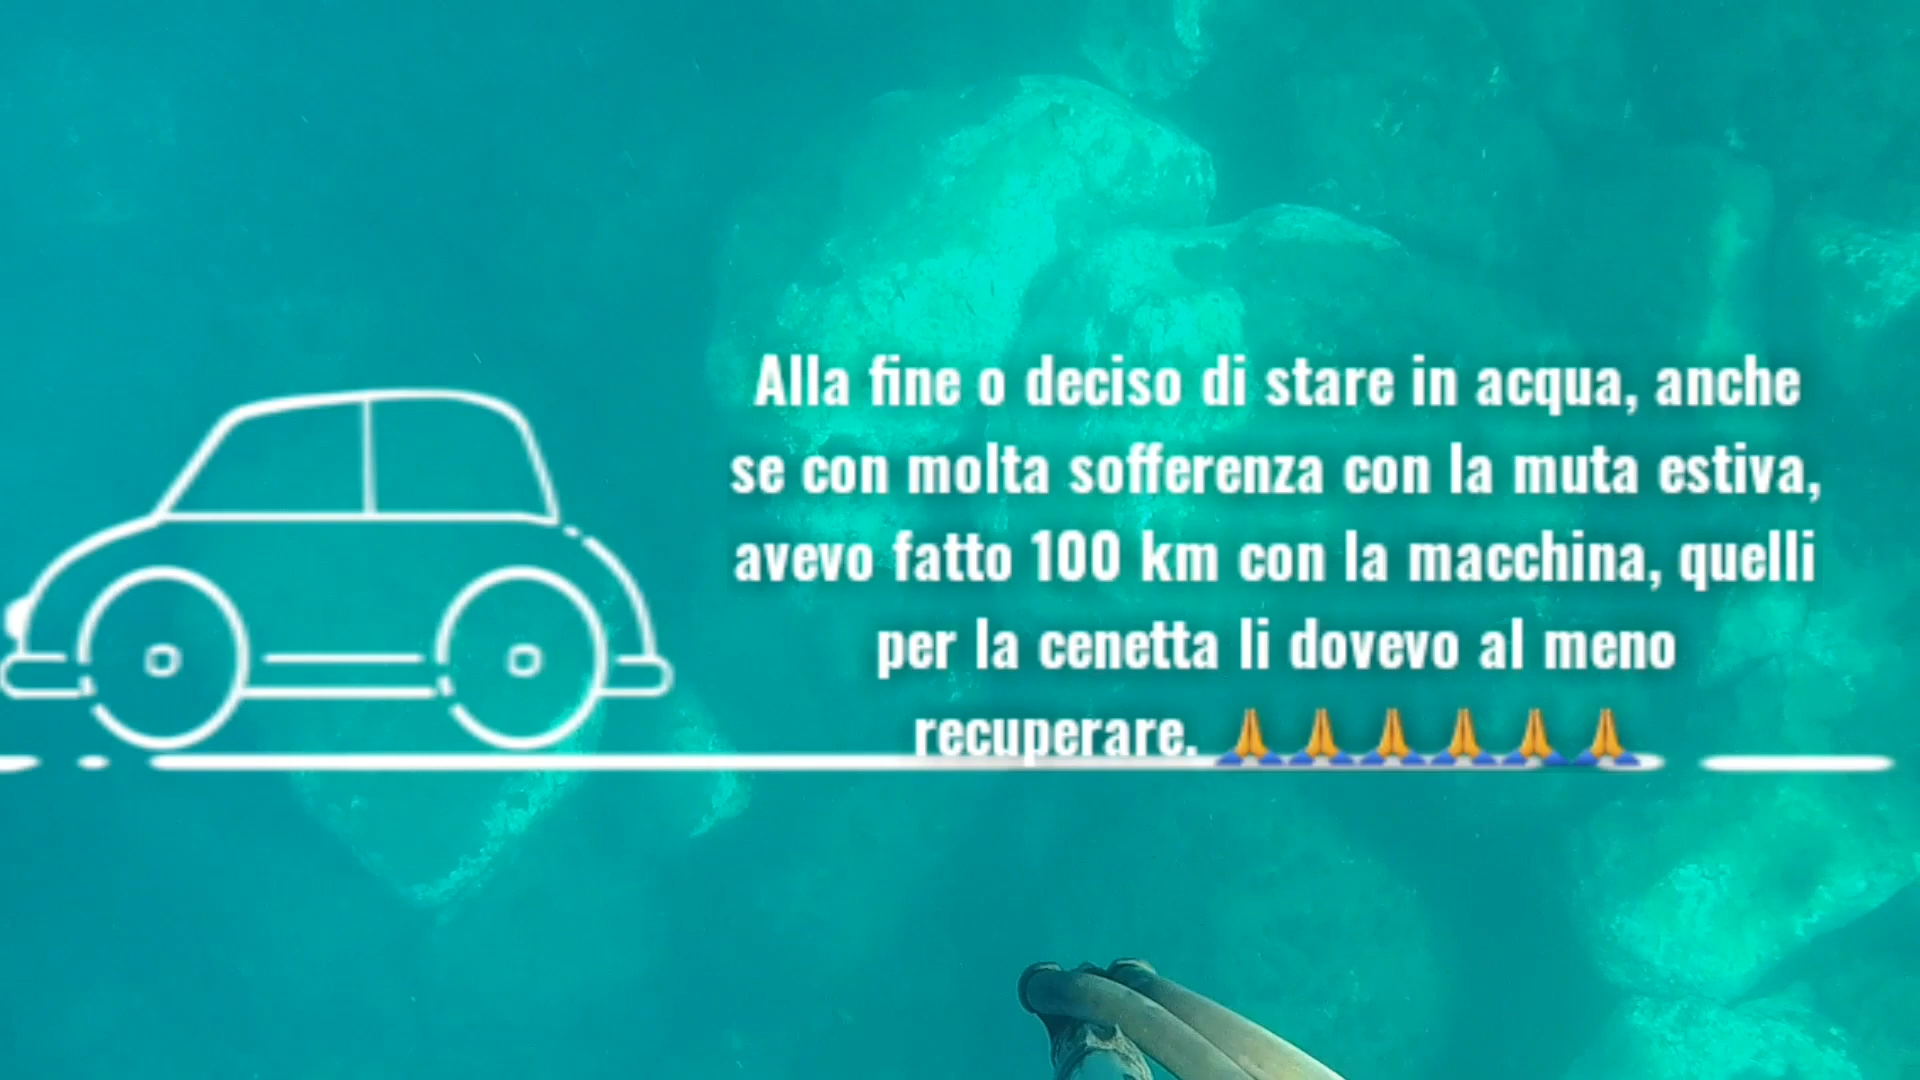 Alla fine o deciso di stare in acqua, anche
se con molta sofferenza con la muta estiva,
avevo fatto 100 km con la macchina, quelli
per la cenetta li dovevo al meno
recuperare. 🙏🙏🙏🙏🙏🙏